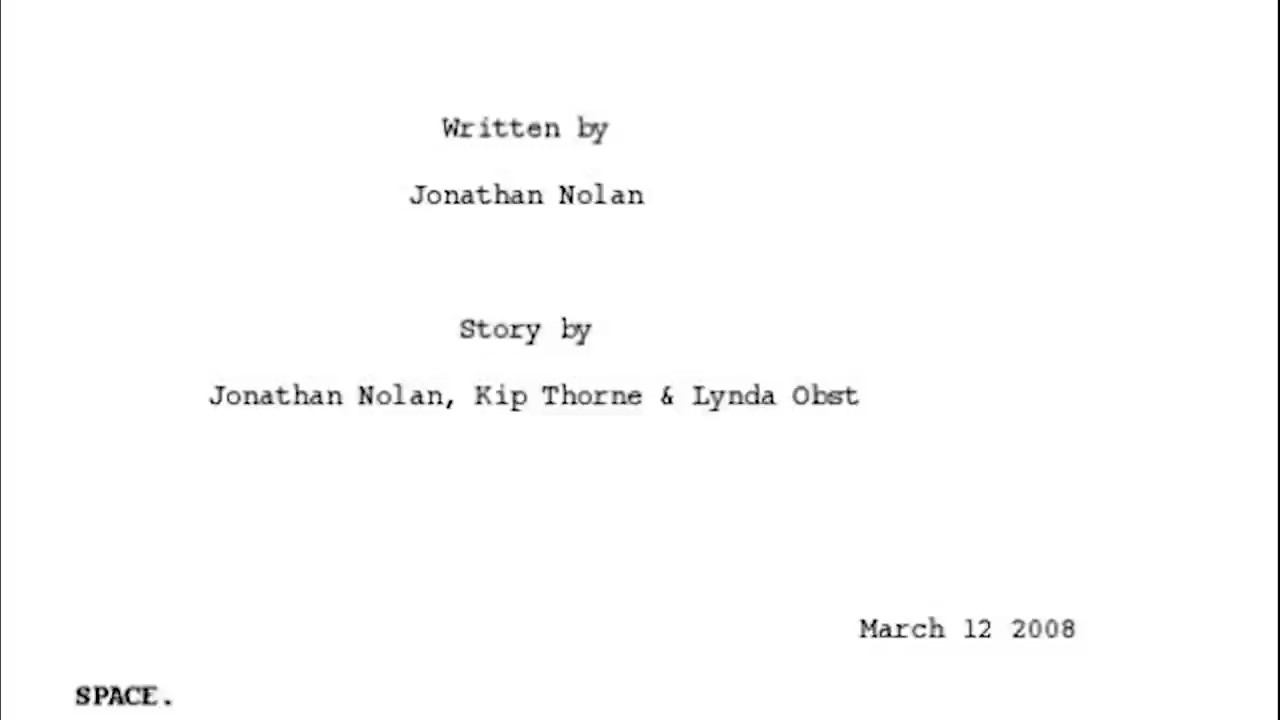 Written by
Jonathan Nolan
Story by
Jonathan Nolan, Kip Thorne & Lynda Obst
March 12 2008
SPACE.